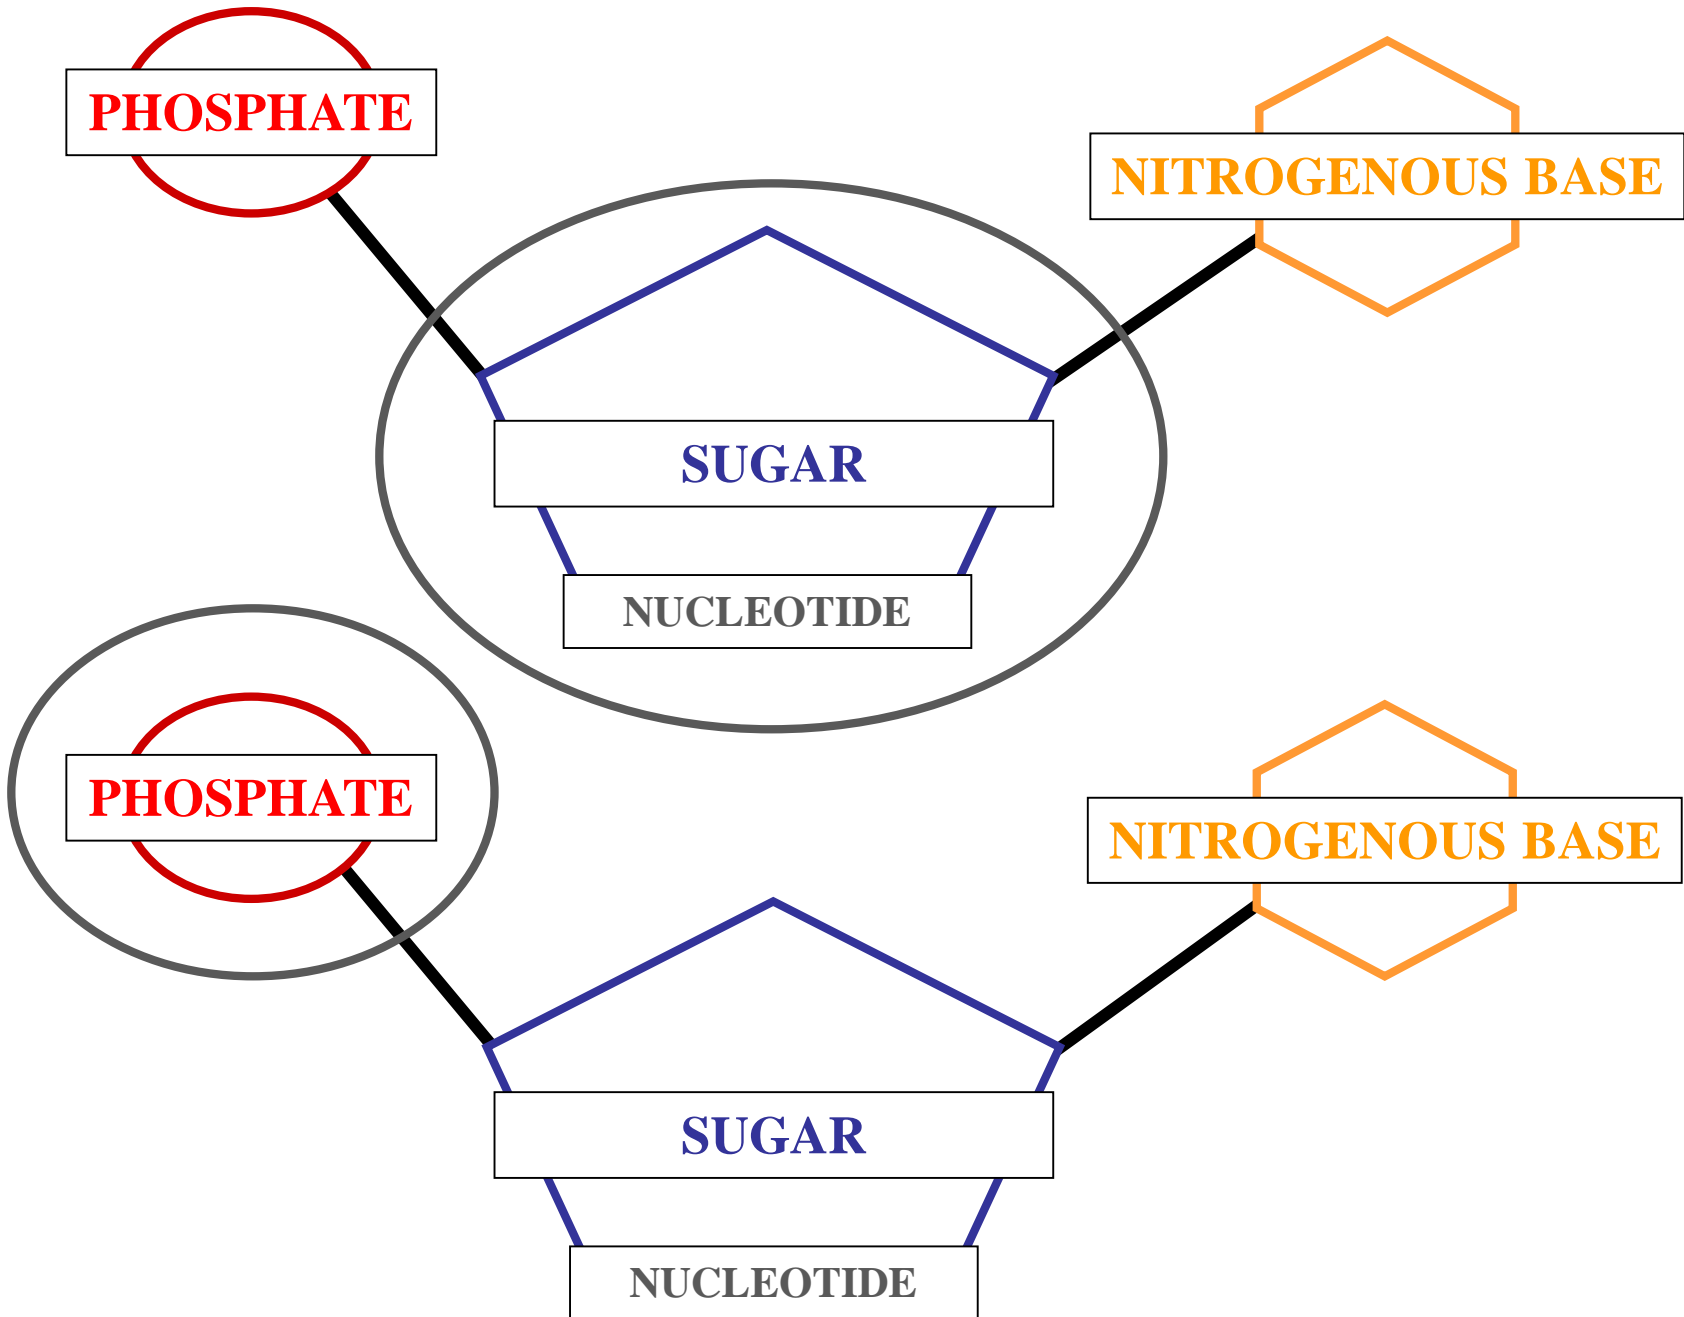 PHOSPHATE
NITROGENOUS BASE
SUGAR
NUCLEOTIDE
PHOSPHATE
NITROGENOUS BASE
SUGAR
NUCLEOTIDE